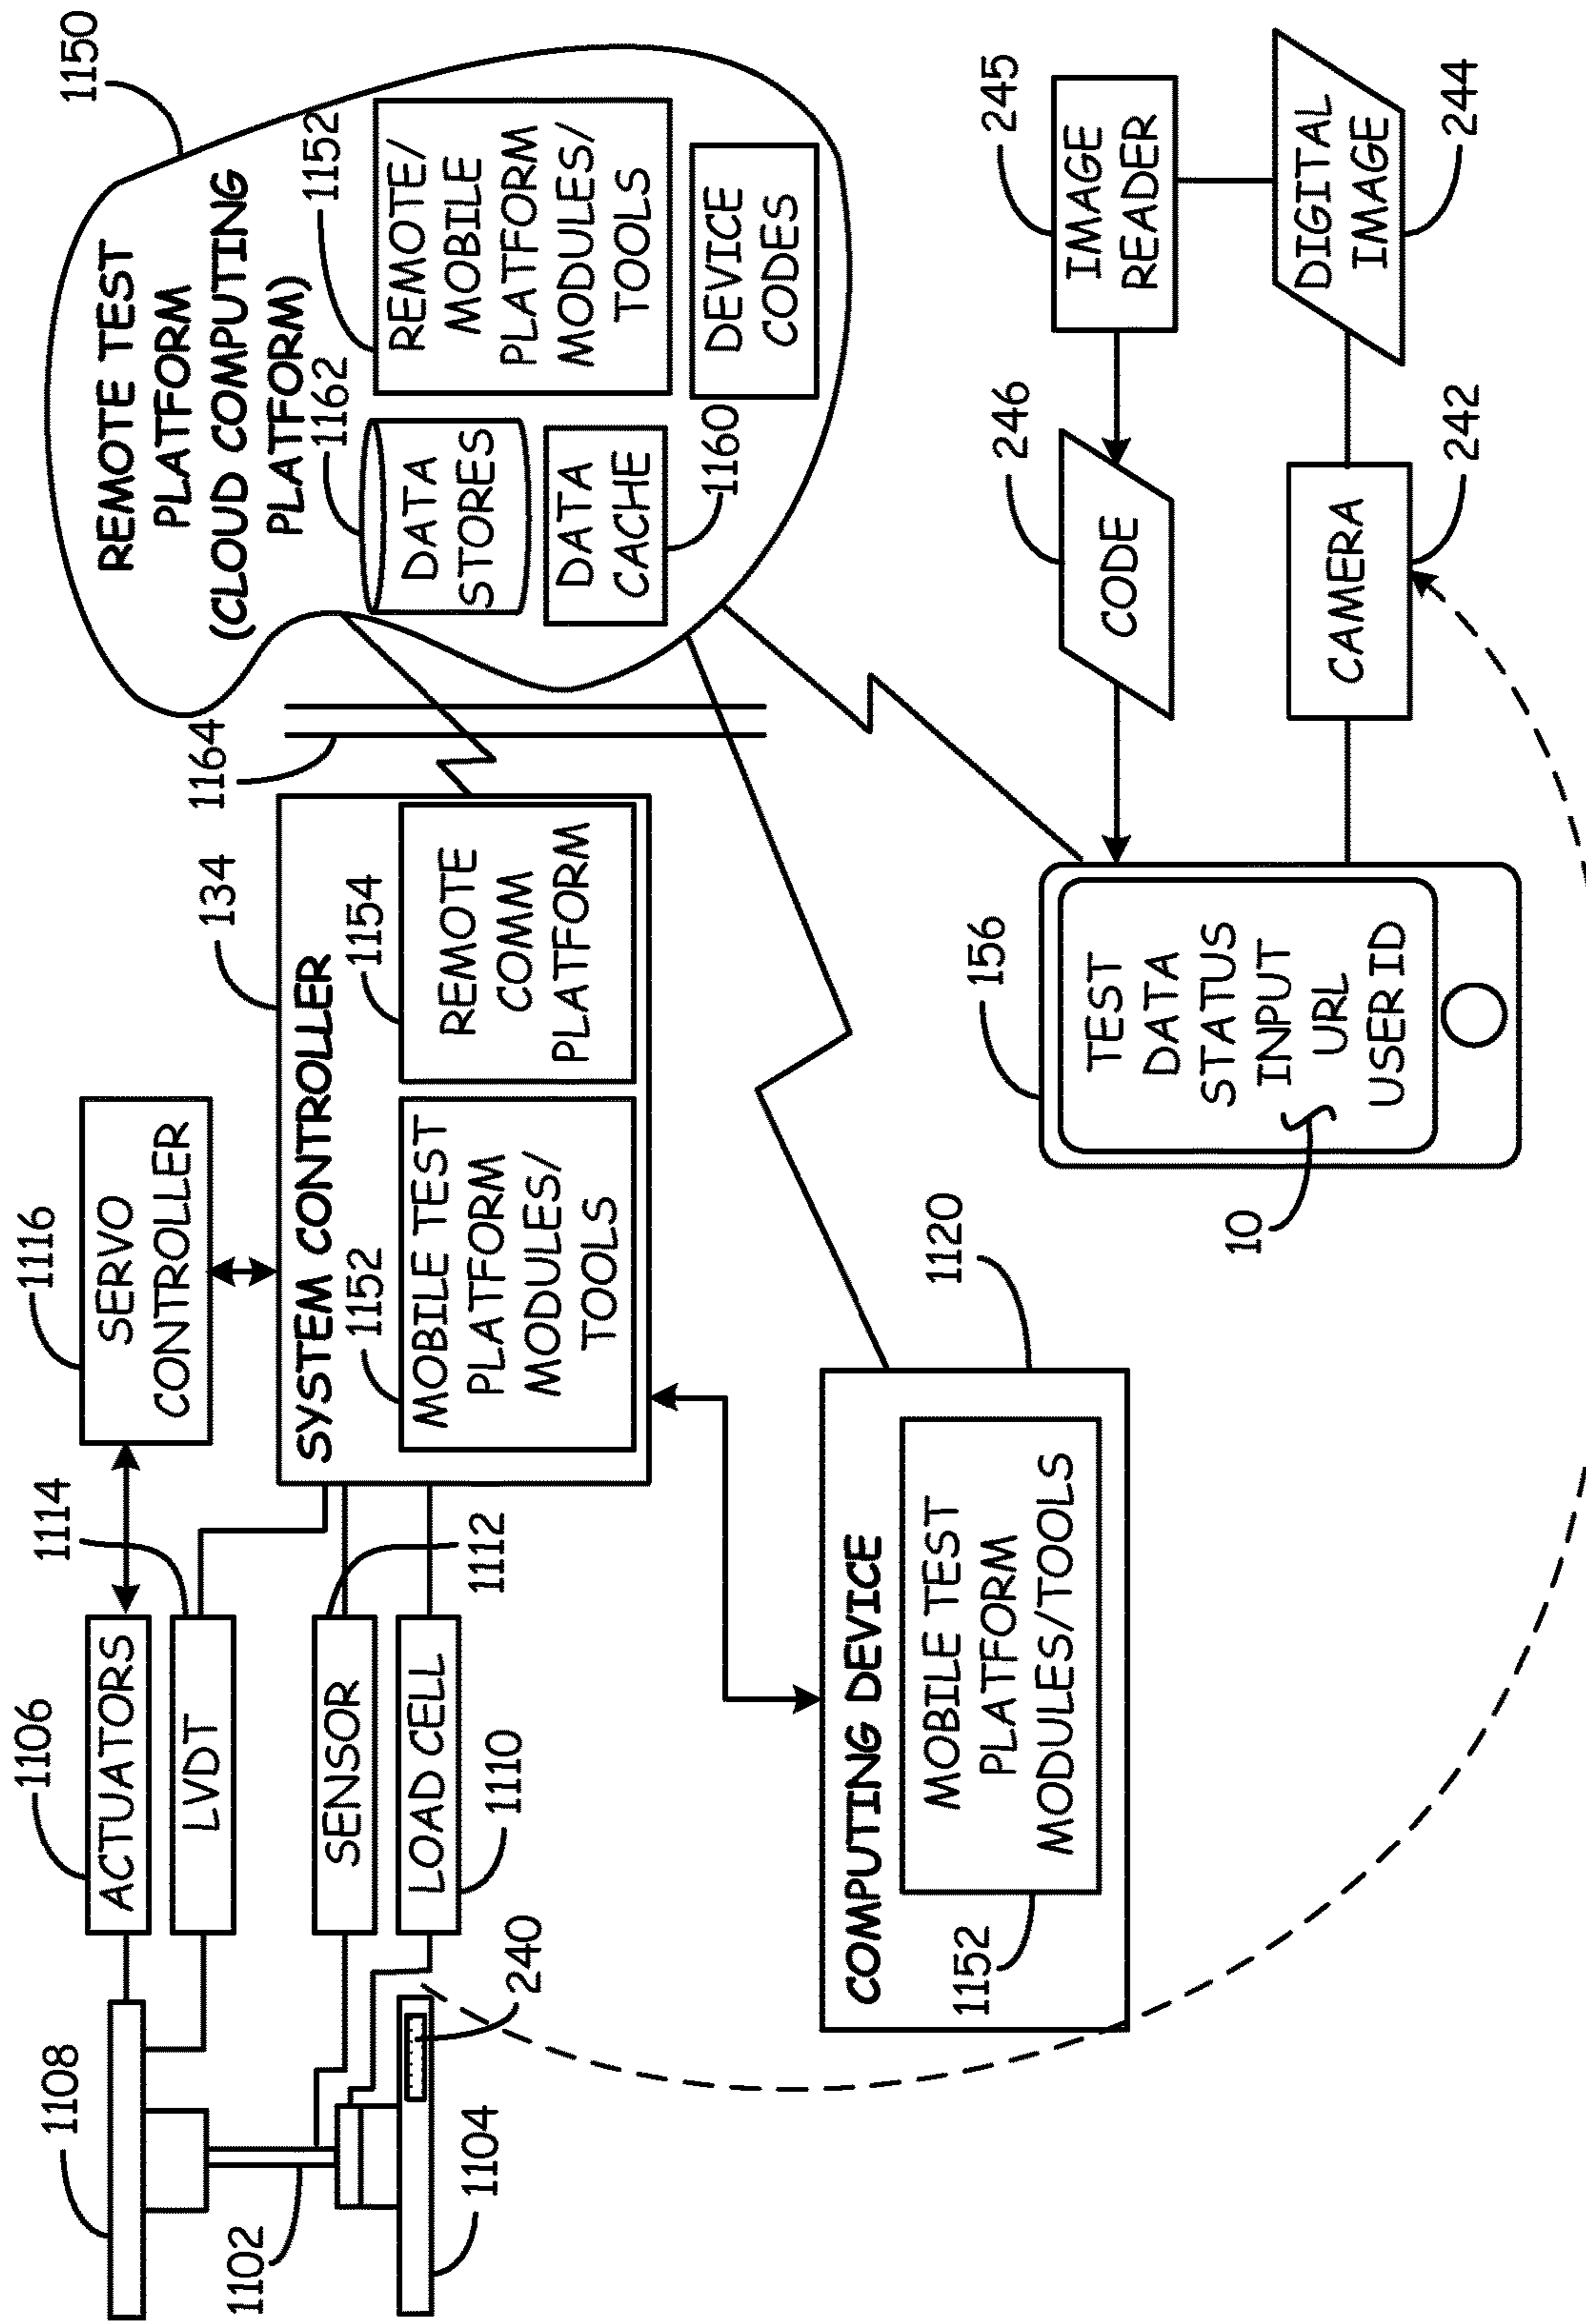 1150
REMOTE TEST
PLATFORM
(CLOUD COMPUTING
PLATFORM)
1162
1152
DATA
STORES
REMOTE/
MOBILE
PLATFORM
MODULES/
TOOLS
DATA
CACHE
1160
DEVICE
CODES
1164
134
SYSTEM CONTROLLER
1152
MOBILE TEST
PLATFORM
MODULES/
TOOLS
1154
REMOTE
COMM
PLATFORM
1116
SERVO
CONTROLLER
1106
ACTUATORS
1114
LVDT
SENSOR
1112
LOAD CELL
1110
1108
1102
1104
240
COMPUTING DEVICE
1120
MOBILE TEST
PLATFORM
MODULES/TOOLS
1152
156
TEST
DATA
STATUS
INPUT
URL
USER ID
10
246
CODE
245
IMAGE
READER
CAMERA
242
DIGITAL
IMAGE
244